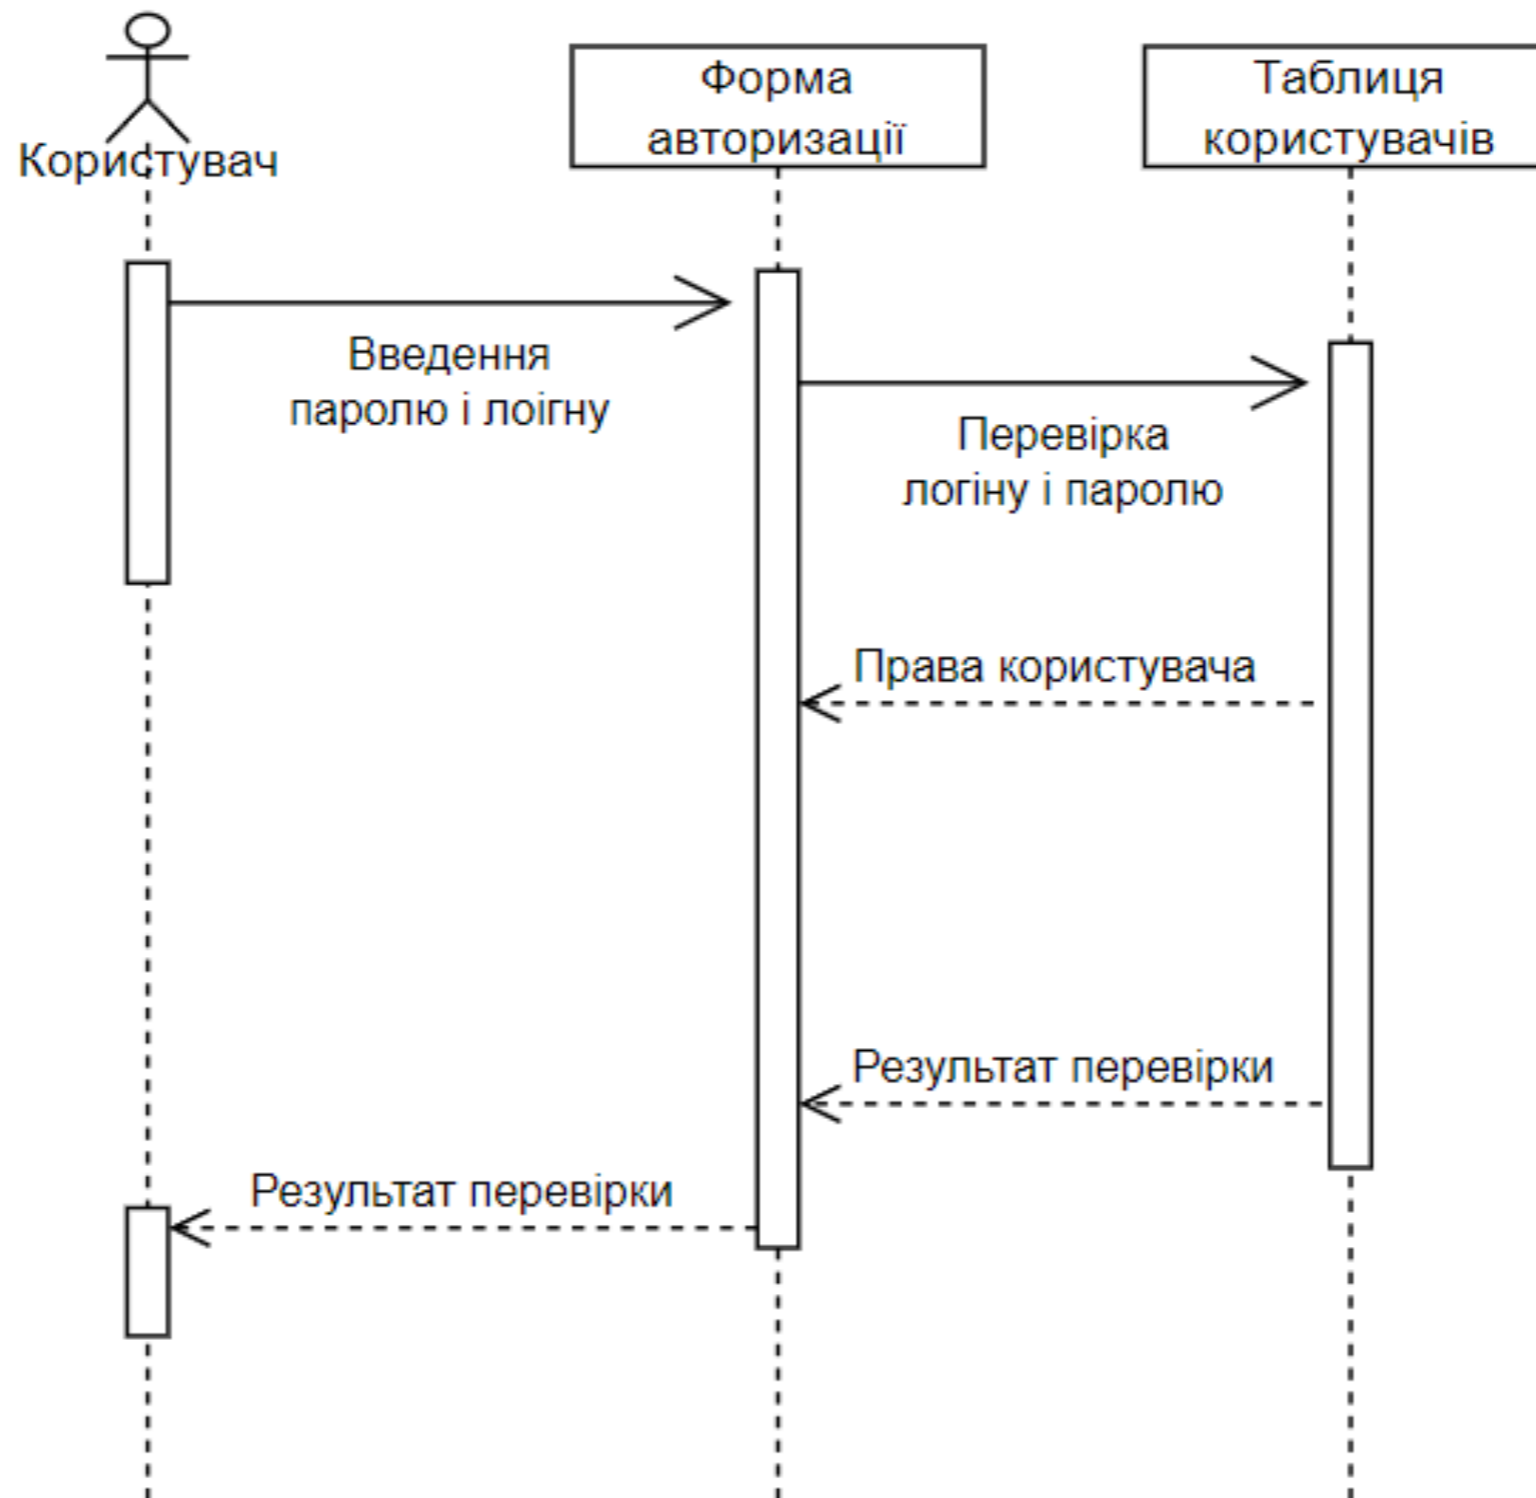 Користувач
Форма
авторизації
Таблиця
користувачів
Введення
паролю і лоігну
Перевірка
логіну і паролю
Права користувача
Результат перевірки
Результат перевірки